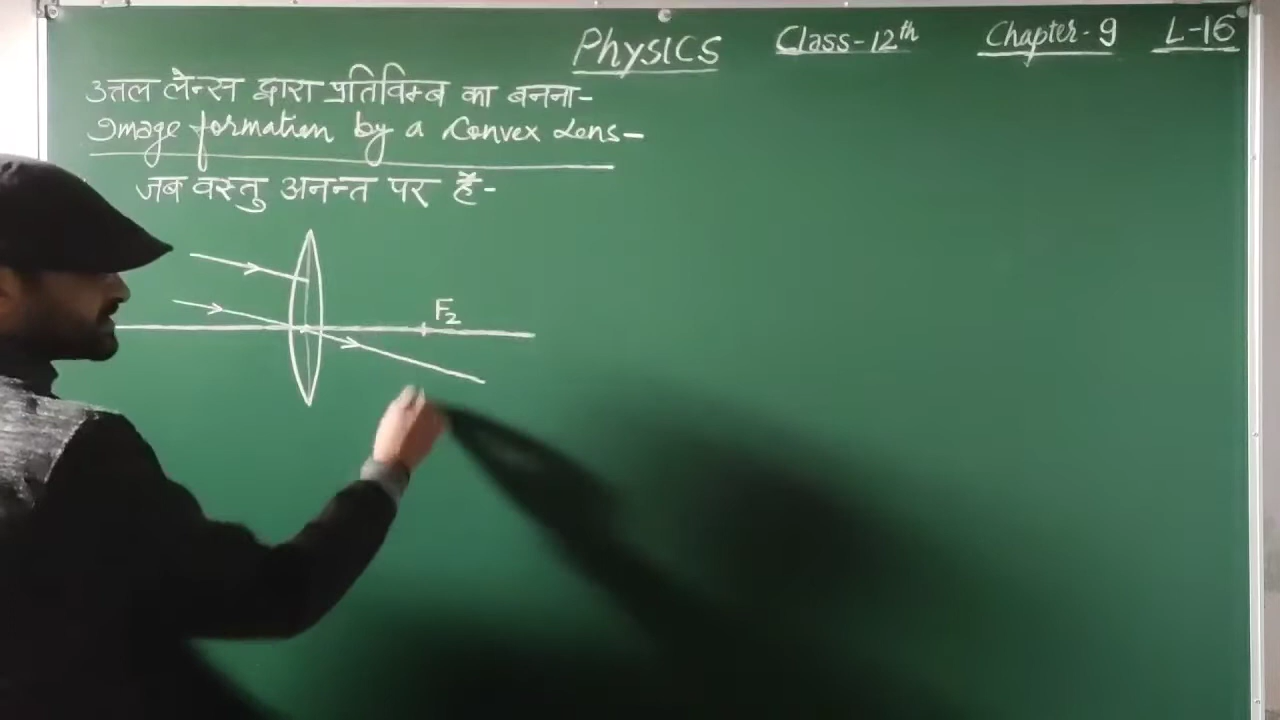 Physics Class-12th Chapter-9 L-16
उत्तल लेन्स द्वारा प्रतिविम्ब का बनना-
Image formation by a Convex Lens-
जब वस्तु अनन्त पर है-
F2